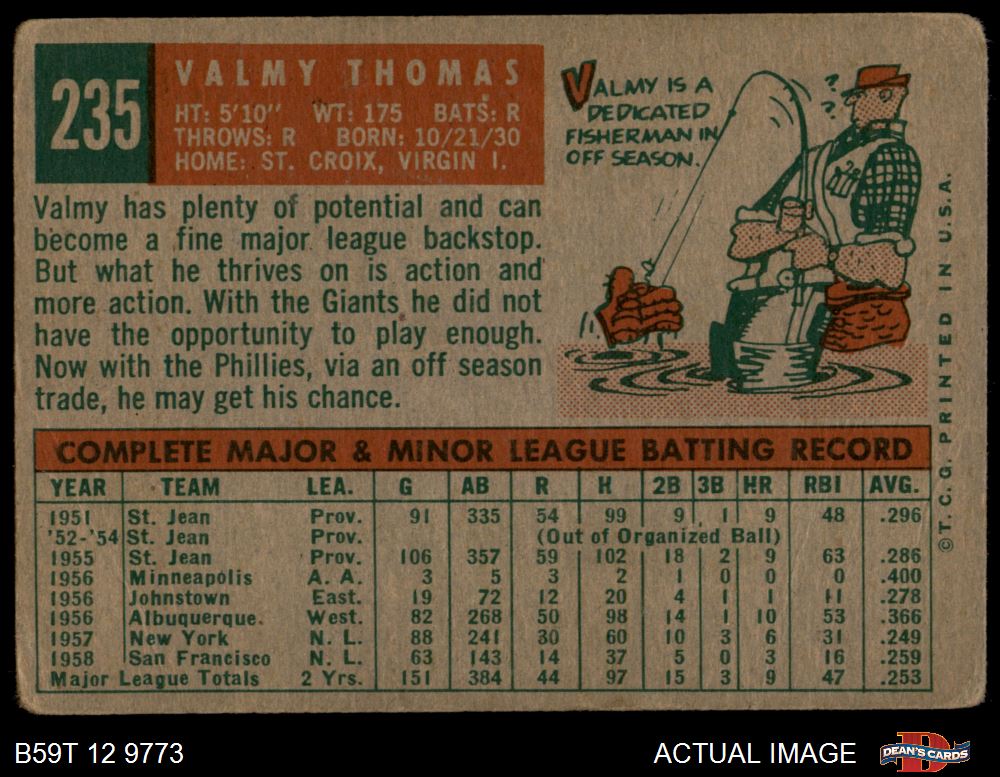 235
VALMY THOMAS
HT: 5'10" WT: 175 BATS: R
THROWS: R BORN: 10/21/30
HOME: ST. CROIX, VIRGIN I.
VALMY IS A
DEDICATED
FISHERMAN IN
OFF SEASON.
? ?
Valmy has plenty of potential and can
become a fine major league backstop.
But what he thrives on is action and
more action. With the Giants he did not
have the opportunity to play enough.
Now with the Phillies, via an off season
trade, he may get his chance.
COMPLETE MAJOR & MINOR LEAGUE BATTING RECORD
YEAR TEAM LEA. G AB R H 2B 3B HR RBI AVG.
1951 St. Jean Prov. 91 335 54 99 9 1 9 48 .296
'52-'54 St. Jean Prov. (Out of Organized Ball)
1955 St. Jean Prov. 106 357 59 102 18 2 9 63 .286
1956 Minneapolis A. A. 3 5 3 2 1 0 0 0 .400
1956 Johnstown East. 19 72 12 20 4 1 1 11 .278
1956 Albuquerque. West. 82 268 50 98 14 1 10 53 .366
1957 New York N. L. 88 241 30 60 10 3 6 31 .249
1958 San Francisco N. L. 63 143 14 37 5 0 3 16 .259
Major League Totals 2 Yrs. 151 384 44 97 15 3 9 47 .253
© T. C. G. PRINTED IN U.S.A.
B59T 12 9773
ACTUAL IMAGE
D
DEAN'S CARDS